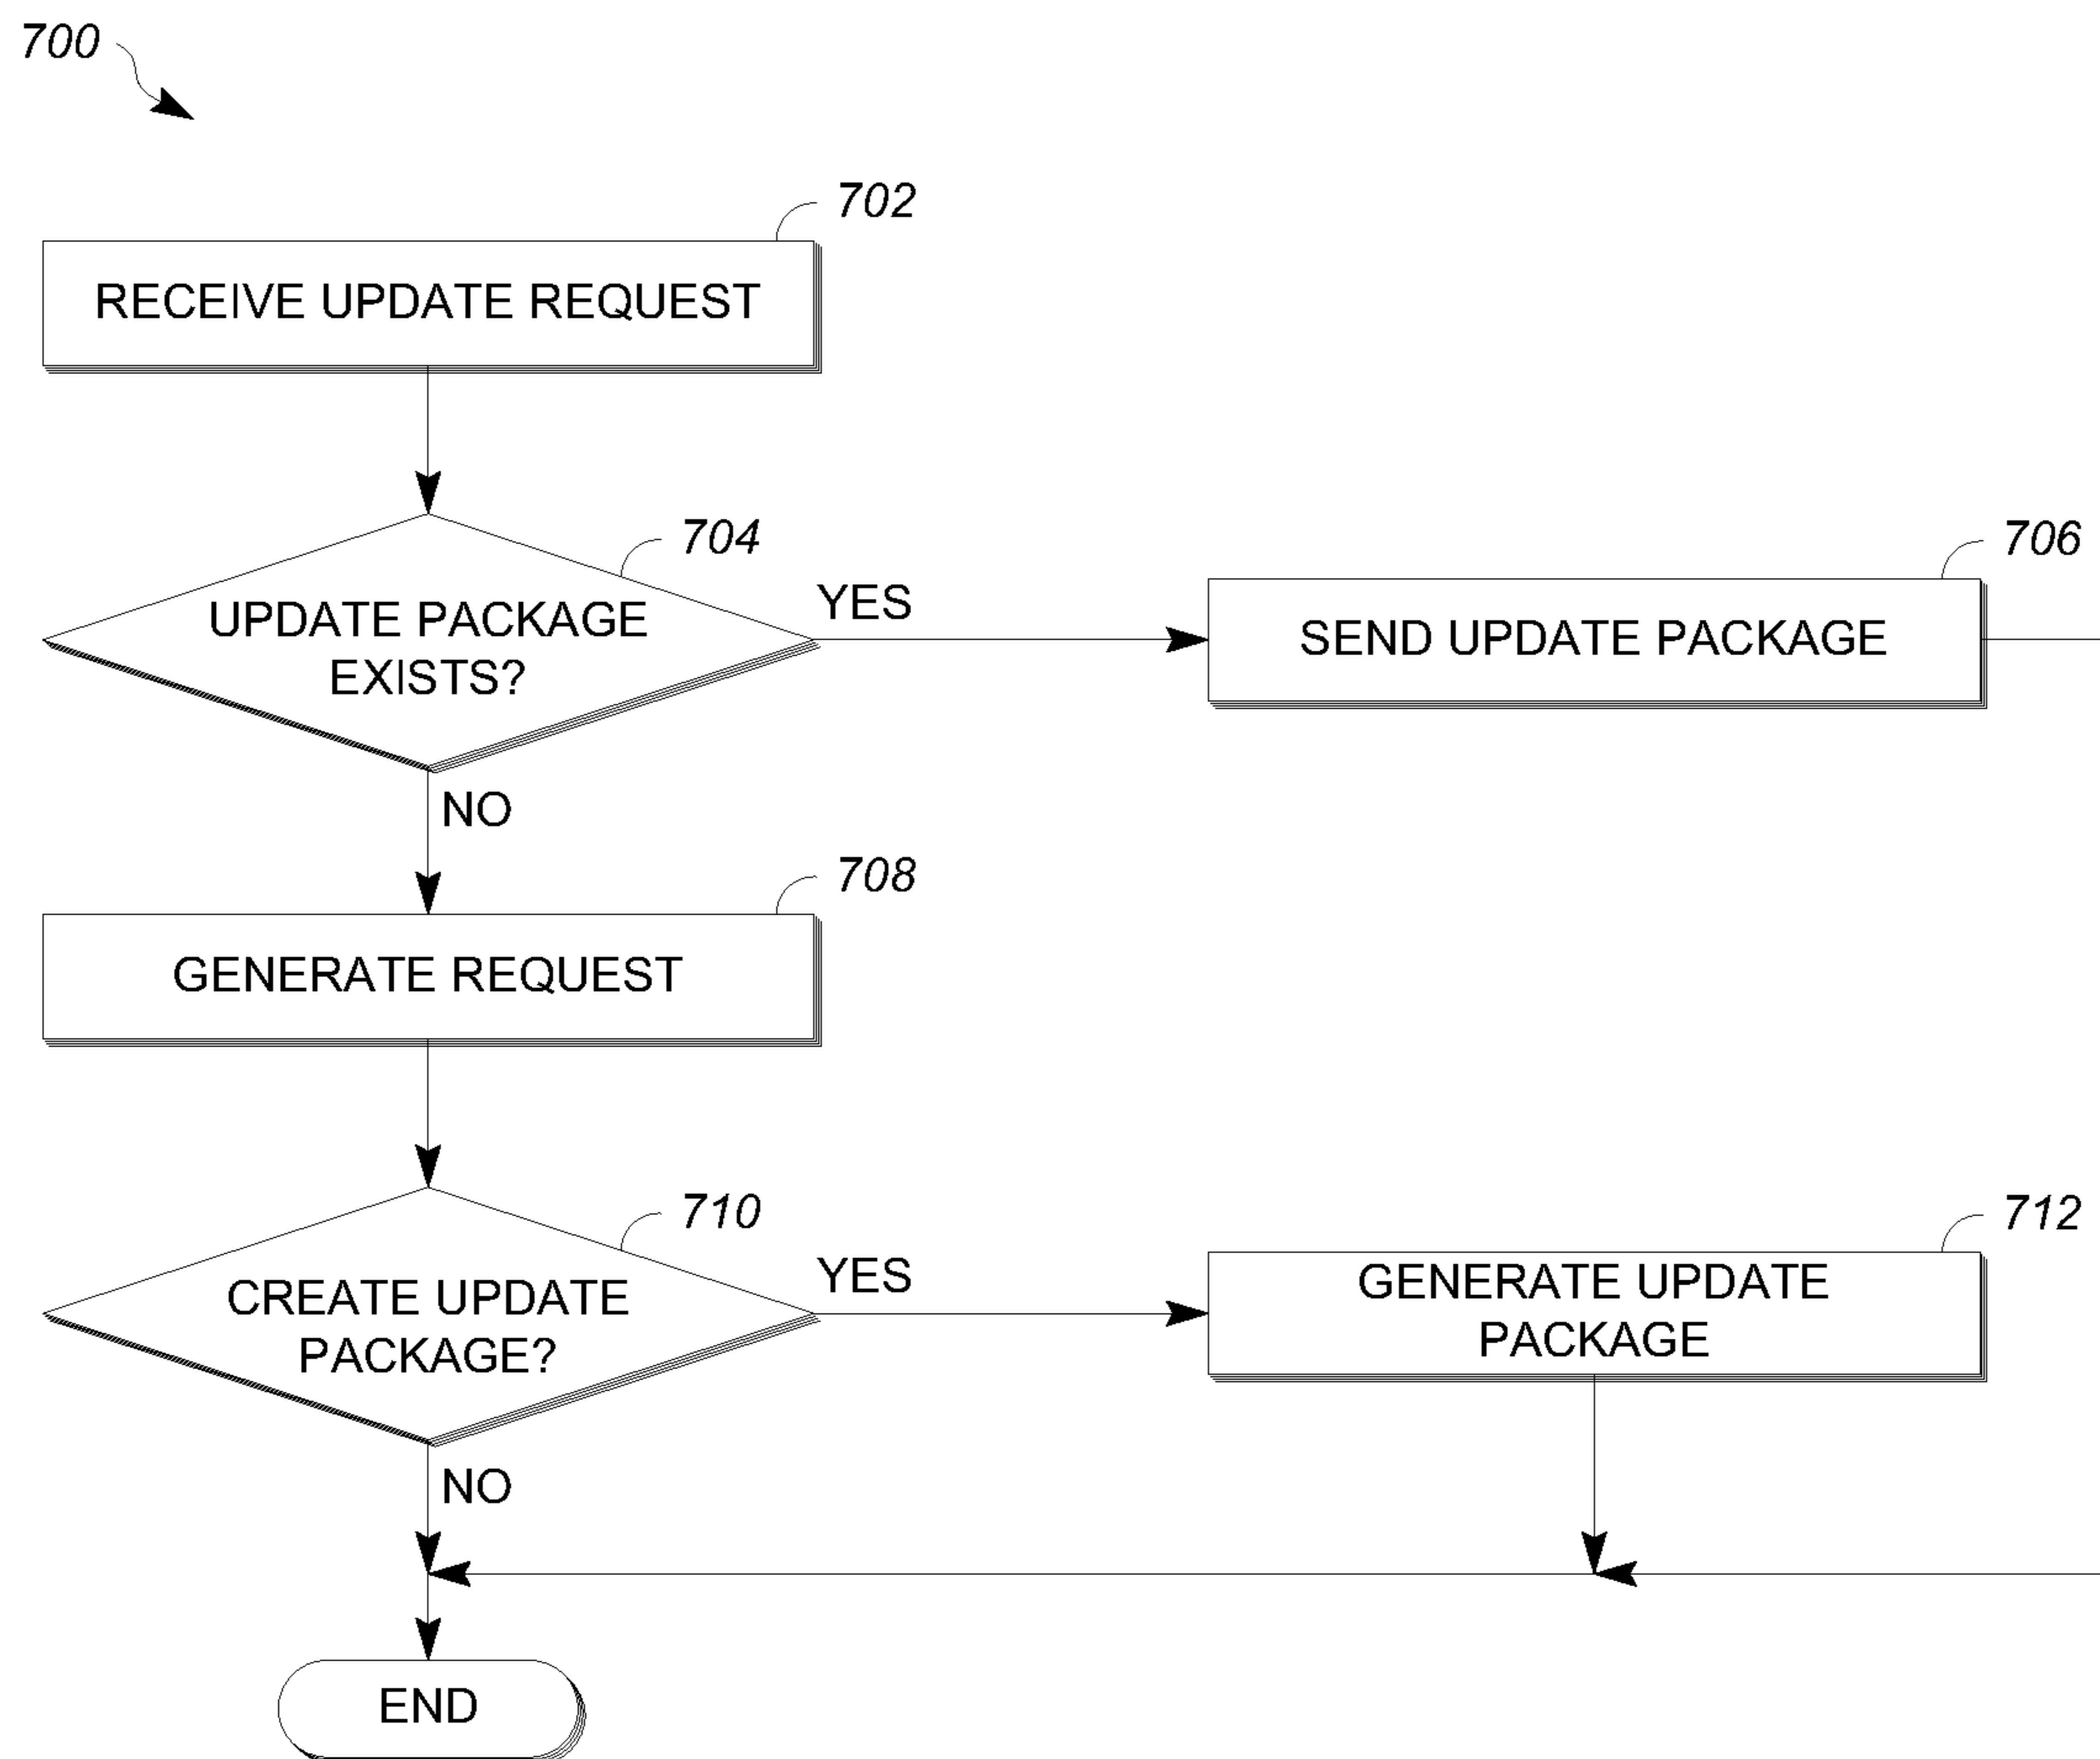 700
702
RECEIVE UPDATE REQUEST
704
UPDATE PACKAGE
EXISTS?
YES
706
SEND UPDATE PACKAGE
NO
708
GENERATE REQUEST
710
CREATE UPDATE
PACKAGE?
YES
712
GENERATE UPDATE
PACKAGE
NO
END